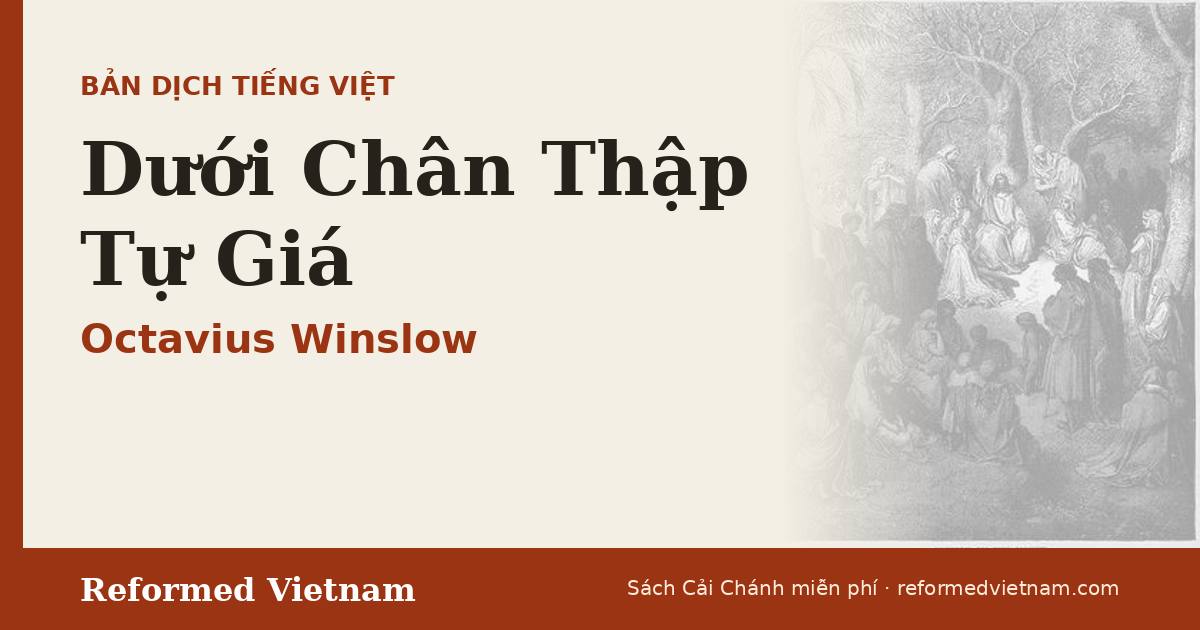 BẢN DỊCH TIẾNG VIỆT
Dưới Chân Thập
Tự Giá
Octavius Winslow
Reformed Vietnam
Sách Cải Chánh miễn phí · reformedvietnam.com